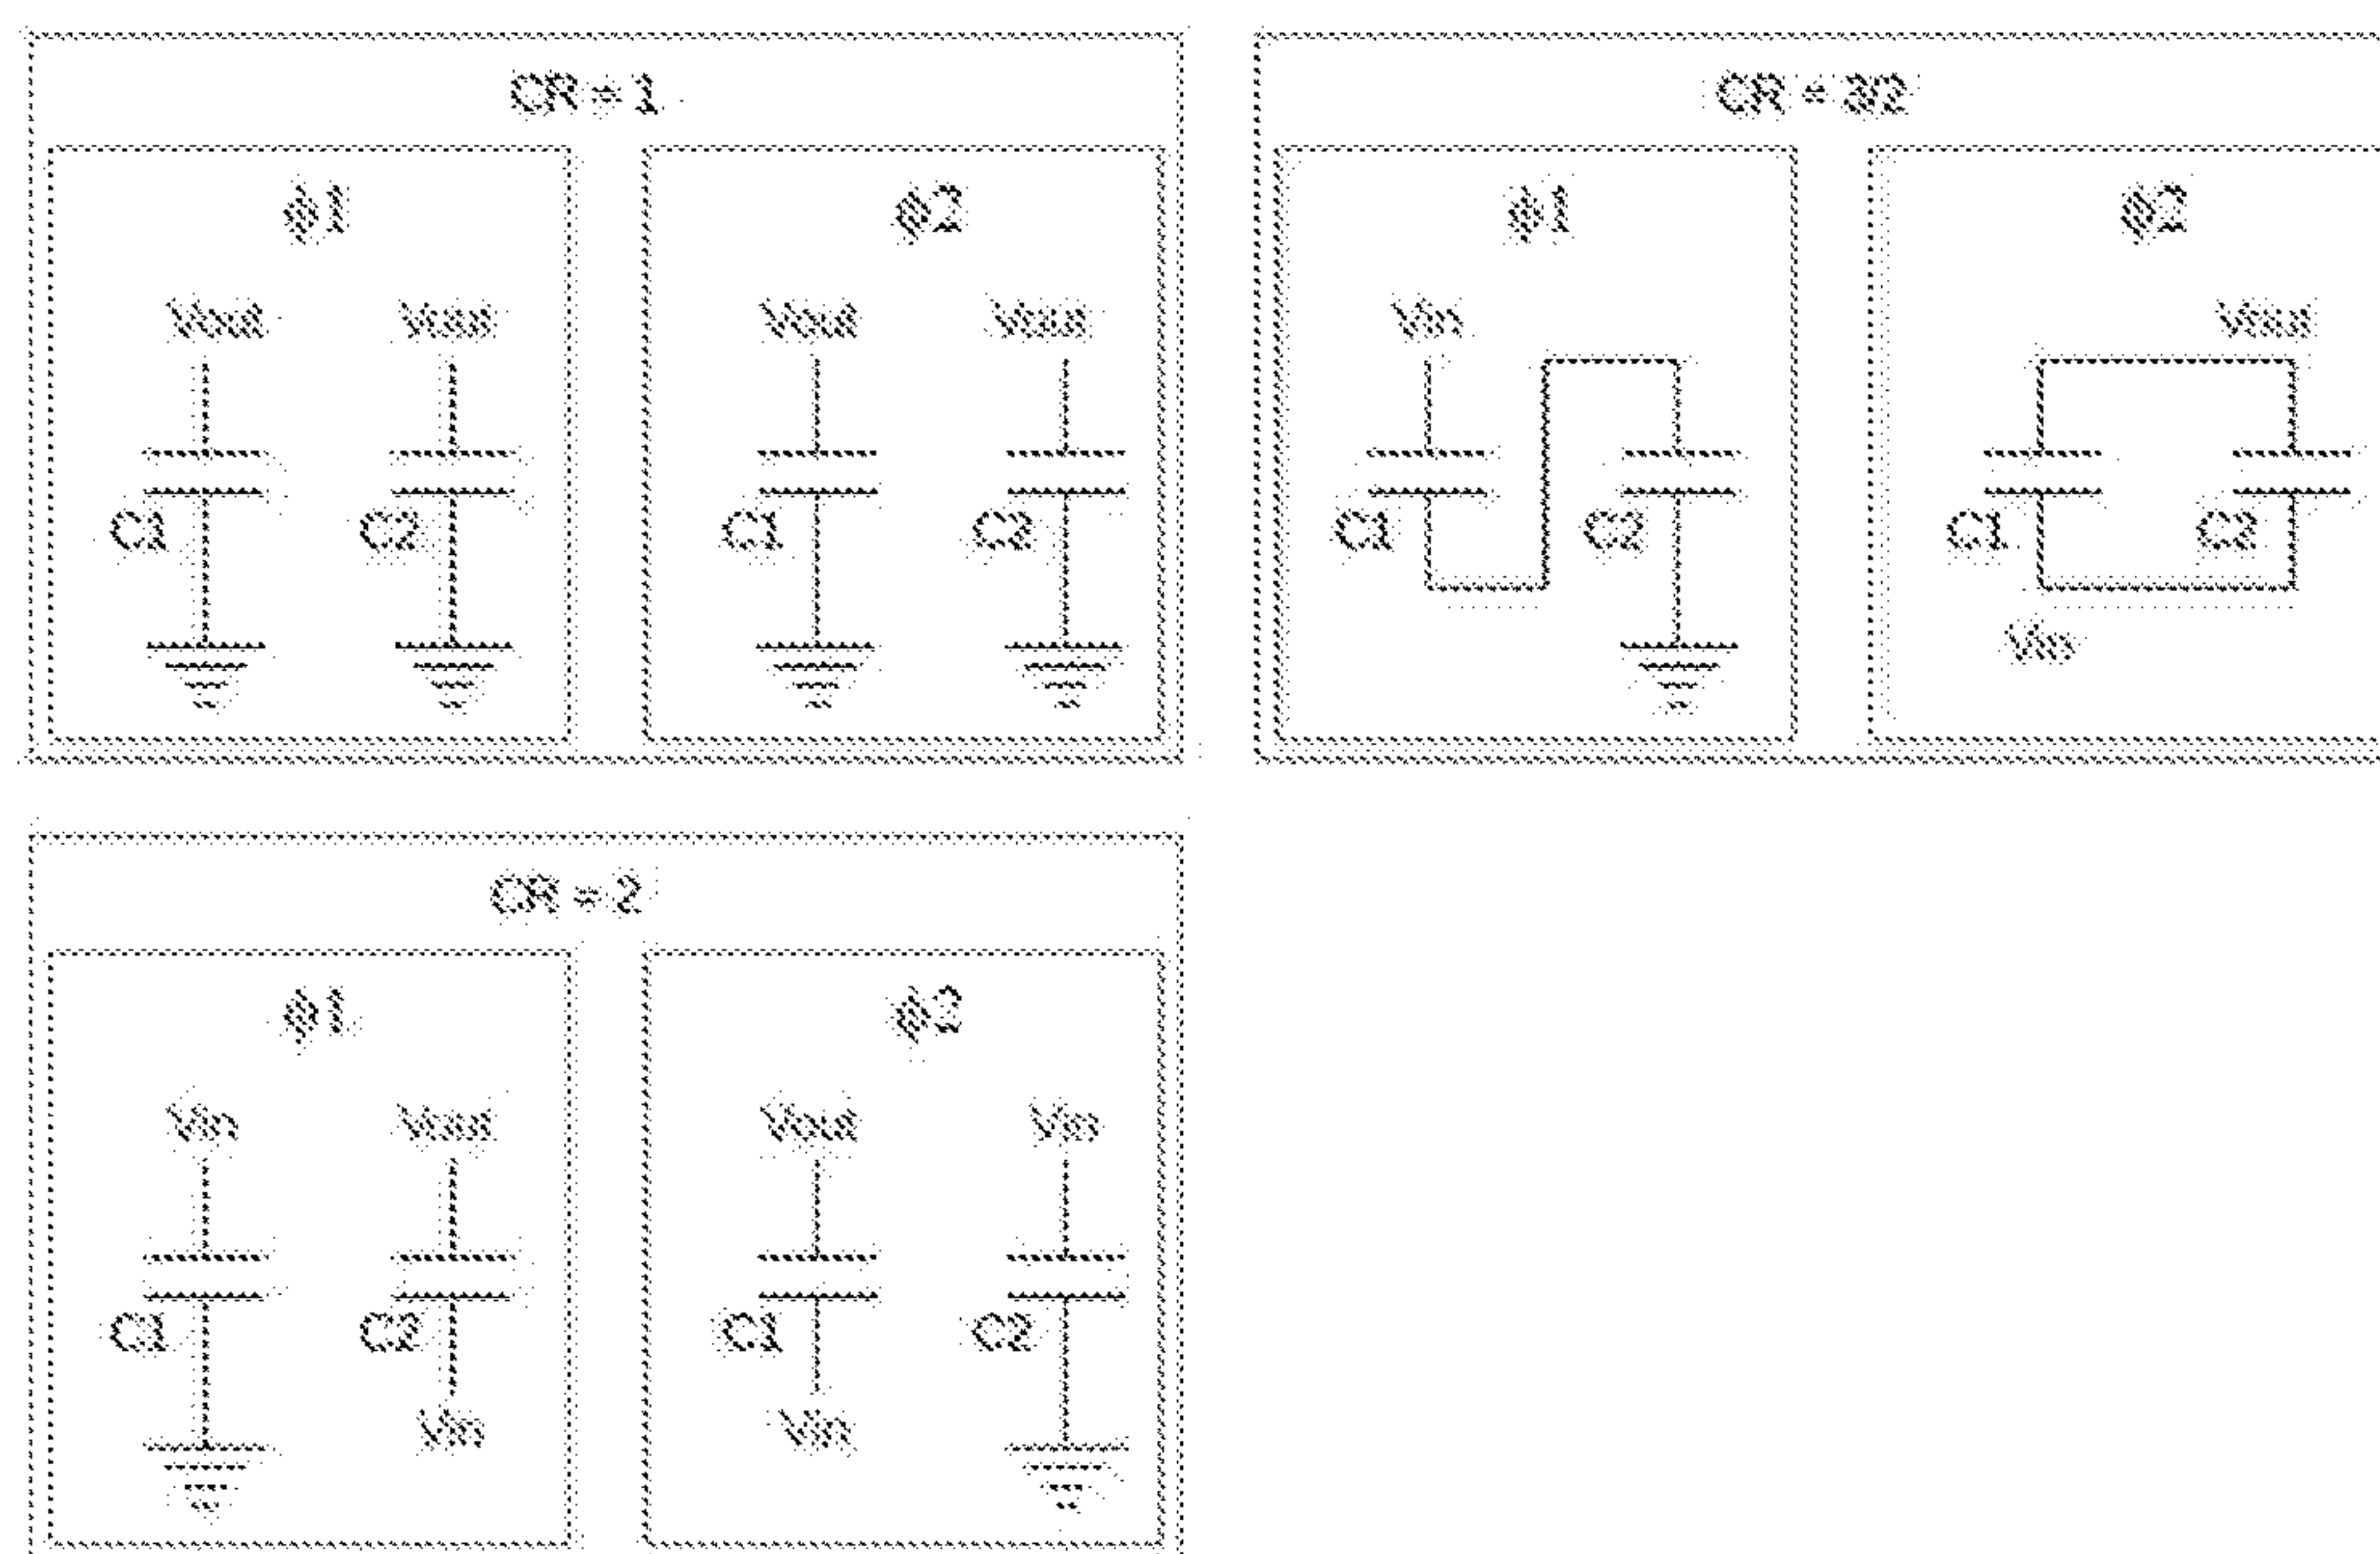 CR = 1
ϕ1
Vout Vout
C1 C2
ϕ2
Vout Vout
C1 C2
CR = 3/2
ϕ1
Vin
C1 C2
ϕ2
Vout
C1 C2
Vin
CR = 2
ϕ1
Vin Vout
C1 C2
Vin
ϕ2
Vout Vin
C1 C2
Vin